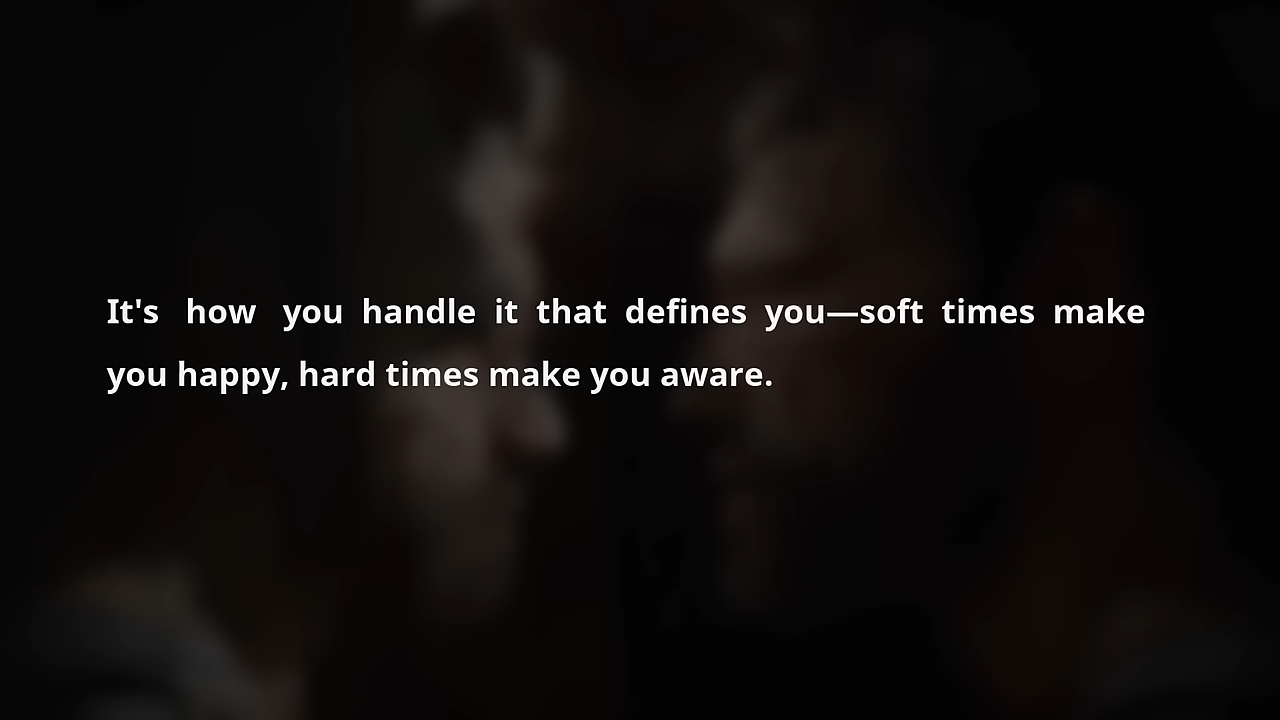 It's how you handle it that defines you—soft times make
you happy, hard times make you aware.